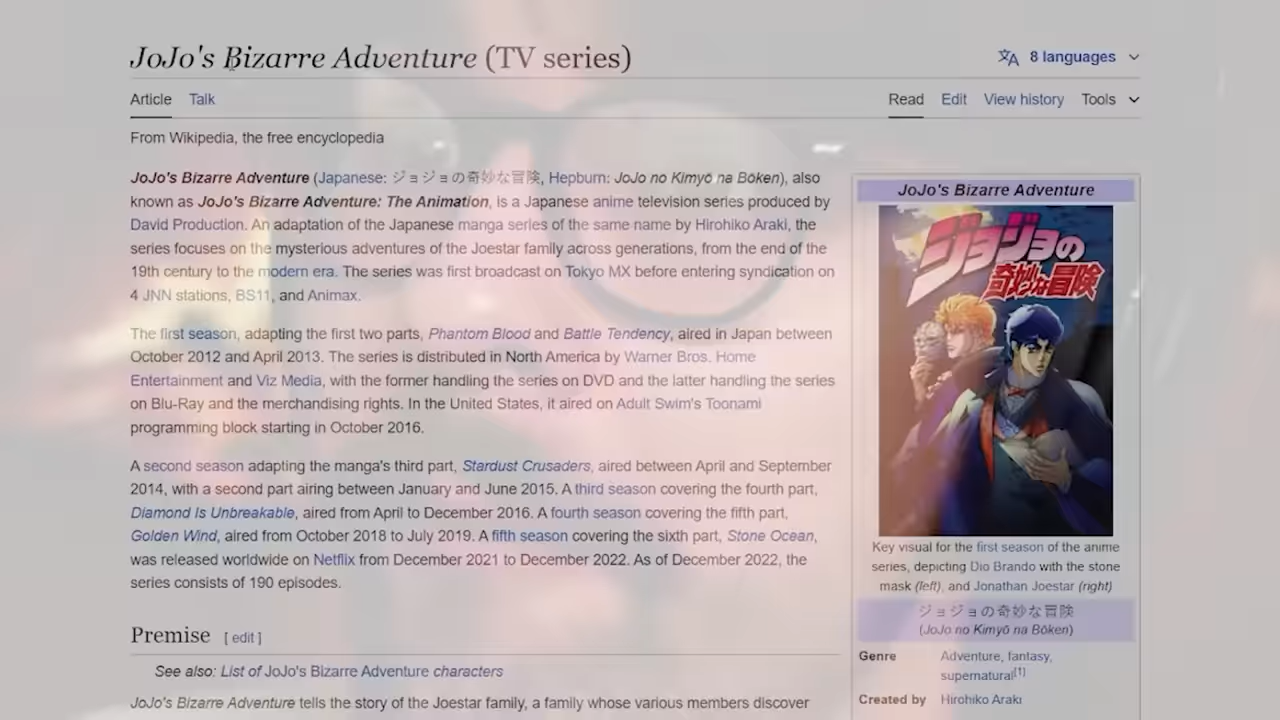 JoJo's Bizarre Adventure (TV series)
8 languages
Article Talk
Read Edit View history Tools
From Wikipedia, the free encyclopedia
JoJo's Bizarre Adventure (Japanese: ジョジョの奇妙な冒険, Hepburn: JoJo no Kimyō na Bōken), also
known as JoJo's Bizarre Adventure: The Animation, is a Japanese anime television series produced by
David Production. An adaptation of the Japanese manga series of the same name by Hirohiko Araki, the
series focuses on the mysterious adventures of the Joestar family across generations, from the end of the
19th century to the modern era. The series was first broadcast on Tokyo MX before entering syndication on
4 JNN stations, BS11, and Animax.
The first season, adapting the first two parts, Phantom Blood and Battle Tendency, aired in Japan between
October 2012 and April 2013. The series is distributed in North America by Warner Bros. Home
Entertainment and Viz Media, with the former handling the series on DVD and the latter handling the series
on Blu-Ray and the merchandising rights. In the United States, it aired on Adult Swim's Toonami
programming block starting in October 2016.
A second season adapting the manga's third part, Stardust Crusaders, aired between April and September
2014, with a second part airing between January and June 2015. A third season covering the fourth part,
Diamond Is Unbreakable, aired from April to December 2016. A fourth season covering the fifth part,
Golden Wind, aired from October 2018 to July 2019. A fifth season covering the sixth part, Stone Ocean,
was released worldwide on Netflix from December 2021 to December 2022. As of December 2022, the
series consists of 190 episodes.
Premise [ edit ]
See also: List of JoJo's Bizarre Adventure characters
JoJo's Bizarre Adventure tells the story of the Joestar family, a family whose various members discover
JoJo's Bizarre Adventure
ジョジョの
奇妙な冒険
Key visual for the first season of the anime
series, depicting Dio Brando with the stone
mask (left), and Jonathan Joestar (right)
ジョジョの奇妙な冒険
(JoJo no Kimyō na Bōken)
Genre Adventure, fantasy,
supernatural[1]
Created by Hirohiko Araki